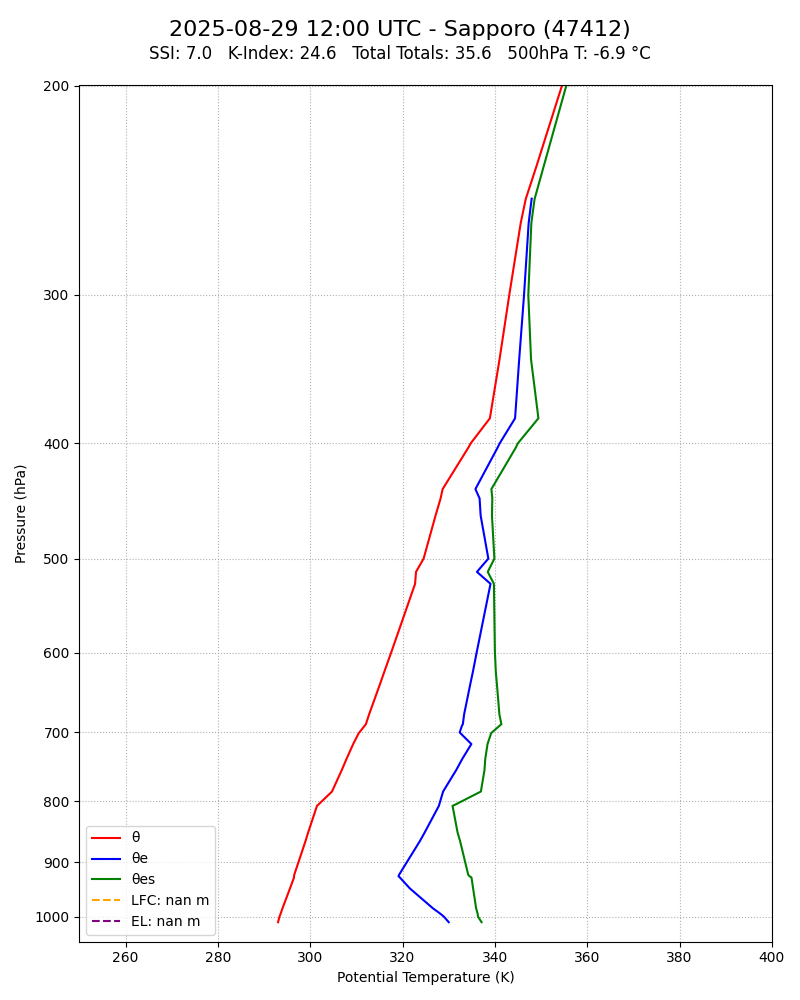 2025-08-29 12:00 UTC - Sapporo (47412)
SSI: 7.0 K-Index: 24.6 Total Totals: 35.6 500hPa T: -6.9 °C
200
300
400
500
600
700
800
900
1000
Pressure (hPa)
θ
θe
θes
LFC: nan m
EL: nan m
260 280 300 320 340 360 380 400
Potential Temperature (K)